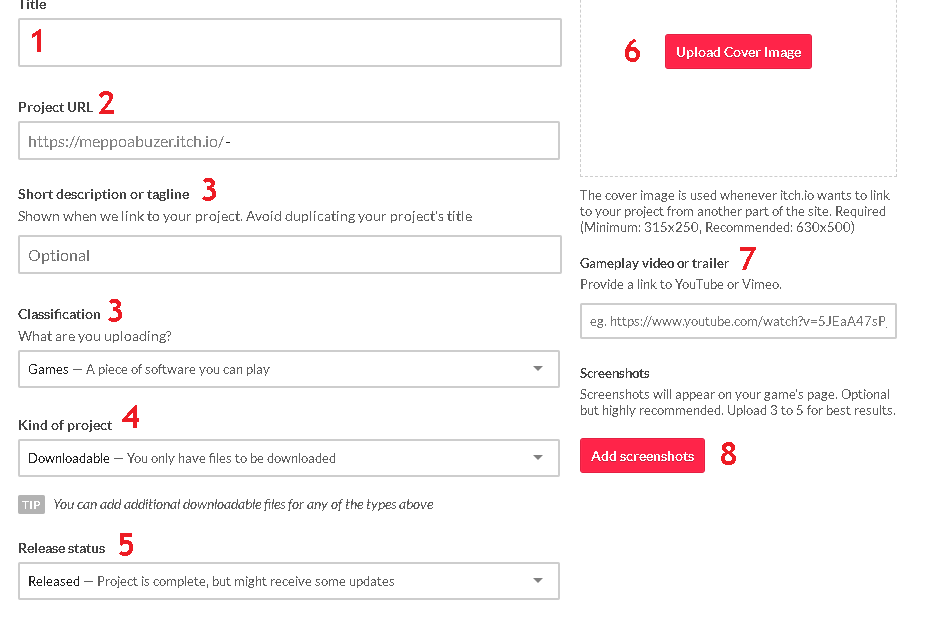 Title
1
Project URL 2
https://meppoabuzer.itch.io/-
Short description or tagline 3
Shown when we link to your project. Avoid duplicating your project's title
Optional
Classification 3
What are you uploading?
Games — A piece of software you can play
Kind of project 4
Downloadable — You only have files to be downloaded
TIP You can add additional downloadable files for any of the types above
Release status 5
Released — Project is complete, but might receive some updates
6 Upload Cover Image
The cover image is used whenever itch.io wants to link
to your project from another part of the site. Required
(Minimum: 315x250, Recommended: 630x500)
Gameplay video or trailer 7
Provide a link to YouTube or Vimeo.
eg. https://www.youtube.com/watch?v=5JEaA47sP
Screenshots
Screenshots will appear on your game's page. Optional
but highly recommended. Upload 3 to 5 for best results.
Add screenshots 8